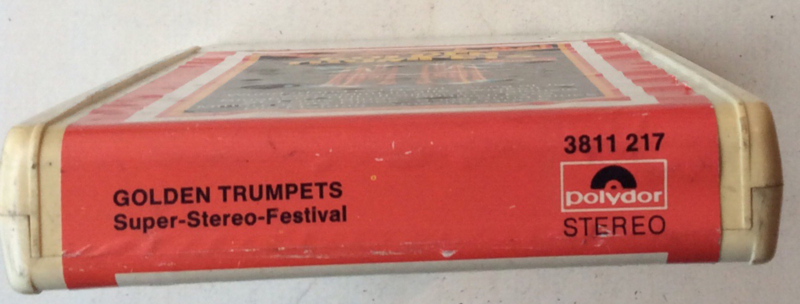 GOLDEN TRUMPETS
Super-Stereo-Festival
3811 217
polydor
STEREO